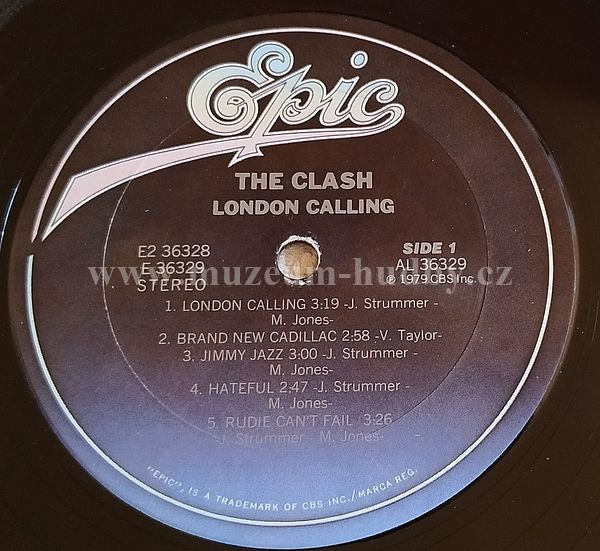 Epic
THE CLASH
LONDON CALLING
E2 36328
E 36329
STEREO
SIDE 1
AL 36329
℗ 1979 CBS Inc.
www.muzeum-hudby.cz
1. LONDON CALLING 3:19 -J. Strummer -
M. Jones-
2. BRAND NEW CADILLAC 2:58 -V. Taylor-
3. JIMMY JAZZ 3:00 -J. Strummer -
M. Jones-
4. HATEFUL 2:47 -J. Strummer -
M. Jones-
5. RUDIE CAN'T FAIL 3:26
-J. Strummer - M. Jones-
"EPIC", IS A TRADEMARK OF CBS INC./MARCA REG.